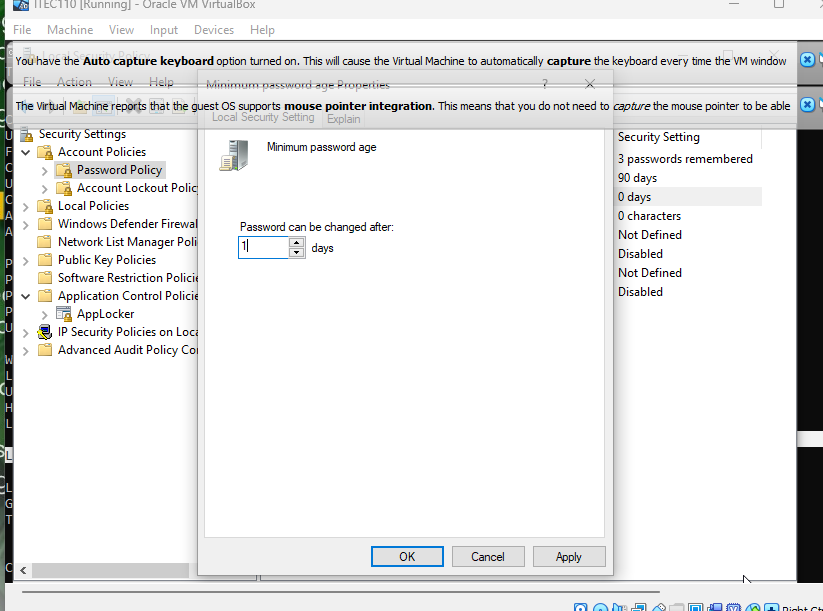 ITEC110 [Running] - Oracle VM VirtualBox
File Machine View Input Devices Help
Local Security Policy
You have the Auto capture keyboard option turned on. This will cause the Virtual Machine to automatically capture the keyboard every time the VM window
File Action View Help
Minimum password age Properties ?
The Virtual Machine reports that the guest OS supports mouse pointer integration. This means that you do not need to capture the mouse pointer to be able
Local Security Setting Explain
Security Settings
Account Policies
Password Policy
Account Lockout Polic
Local Policies
Windows Defender Firewal
Network List Manager Poli
Public Key Policies
Software Restriction Policie
Application Control Policie
AppLocker
IP Security Policies on Loca
Advanced Audit Policy Co
Minimum password age
Password can be changed after:
1 days
OK Cancel Apply
Security Setting
3 passwords remembered
90 days
0 days
0 characters
Not Defined
Disabled
Not Defined
Disabled
Right Ct